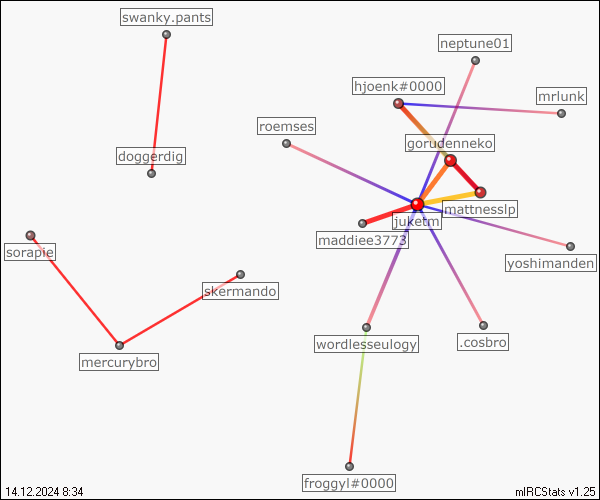 swanky.pants
neptune01
hjoenk#0000
mrlunk
roemses
gorudenneko
doggerdig
mattnesslp
juketm
maddiee3773
sorapie
yoshimanden
skermando
wordlesseulogy
.cosbro
mercurybro
froggyl#0000
14.12.2024 8:34
mIRCStats v1.25